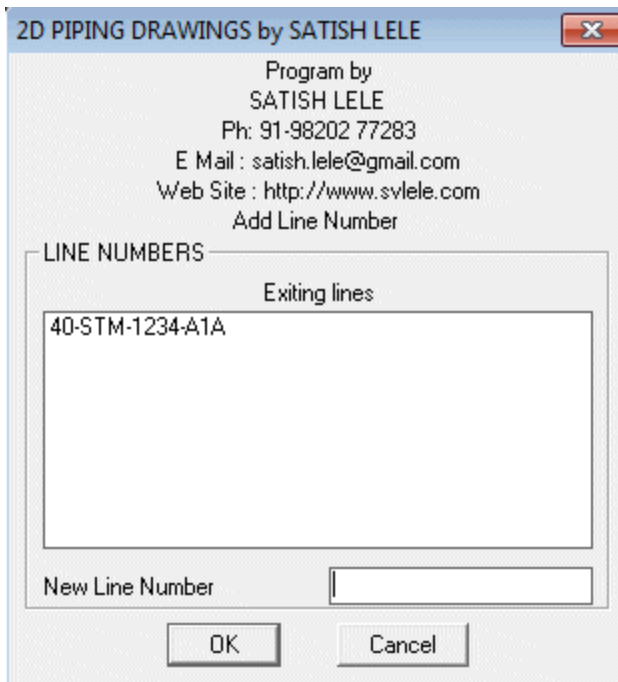 2D PIPING DRAWINGS by SATISH LELE
Program by
SATISH LELE
Ph: 91-98202 77283
E Mail : satish.lele@gmail.com
Web Site : http://www.svlele.com
Add Line Number
LINE NUMBERS
Exiting lines
40-STM-1234-A1A
New Line Number
OK Cancel